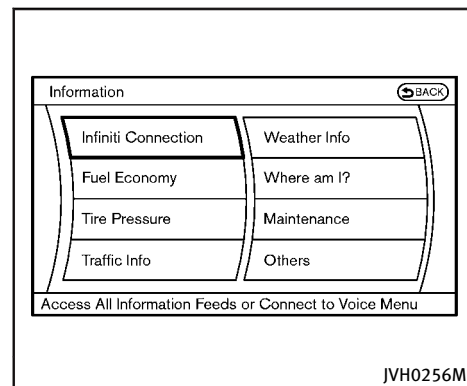 Information
BACK
Infiniti Connection
Weather Info
Fuel Economy
Where am I?
Tire Pressure
Maintenance
Traffic Info
Others
Access All Information Feeds or Connect to Voice Menu
JVH0256M